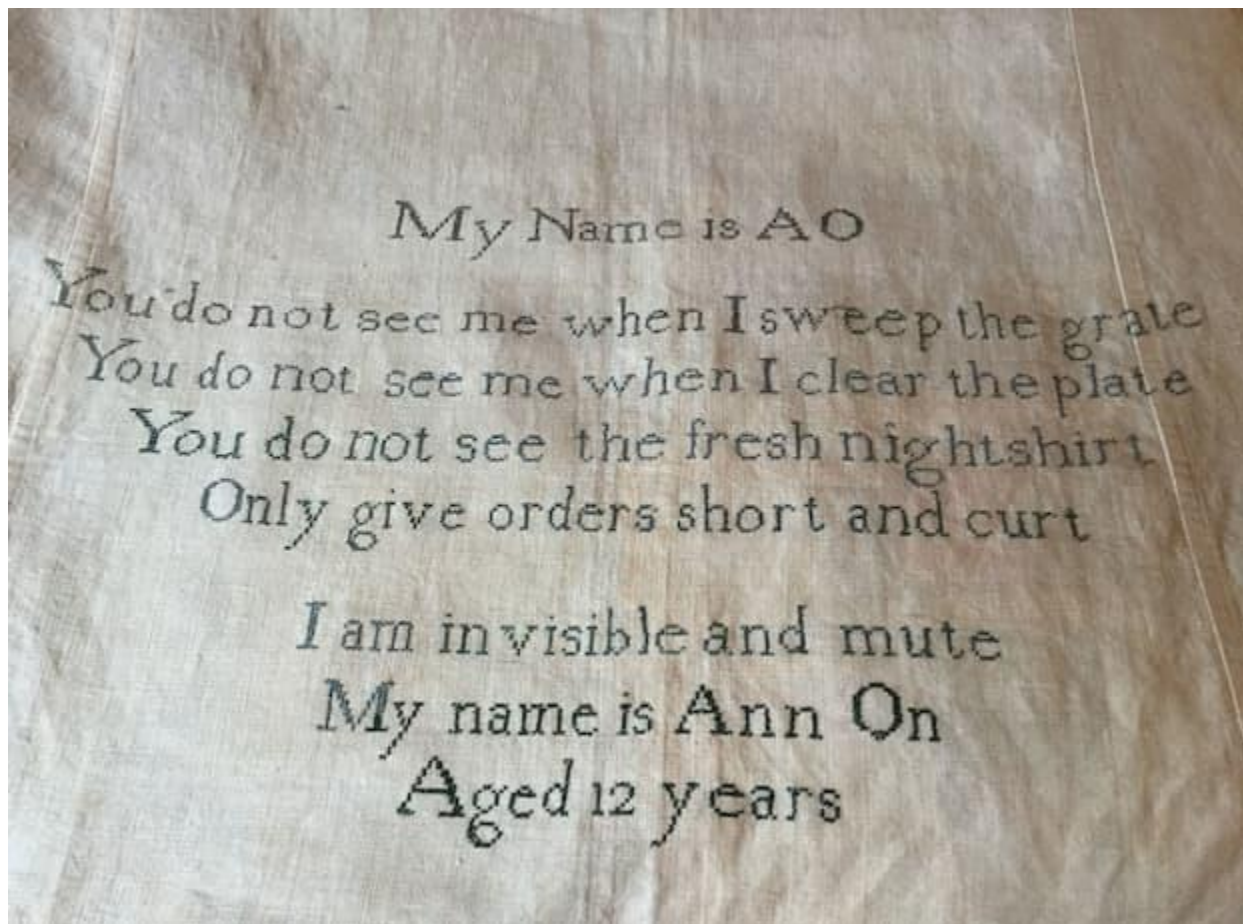 My Name is AO
You do not see me when I sweep the grate
You do not see me when I clear the plate
You do not see the fresh nightshirt
Only give orders short and curt
I am invisible and mute
My name is Ann On
Aged 12 years